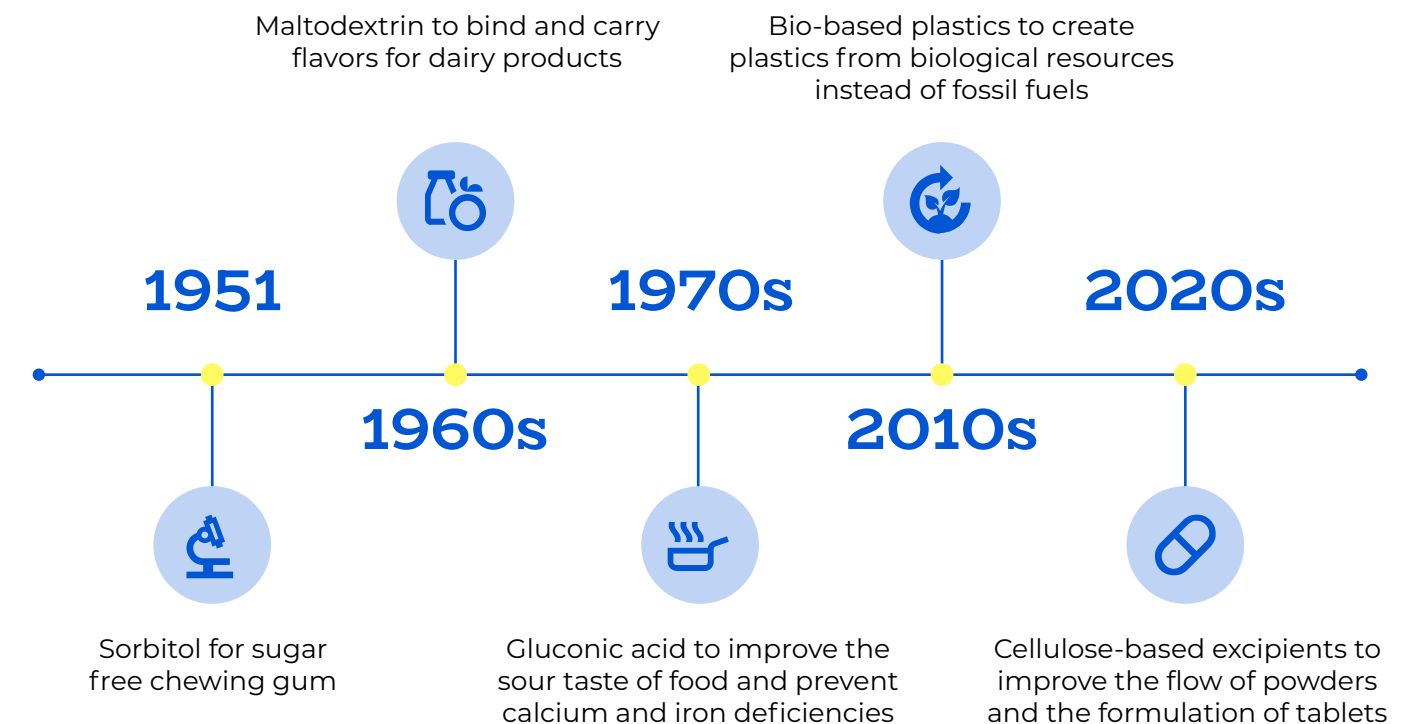 Maltodextrin to bind and carry
flavors for dairy products
Bio-based plastics to create
plastics from biological resources
instead of fossil fuels
1951
1970s
2020s
1960s
2010s
Sorbitol for sugar
free chewing gum
Gluconic acid to improve the
sour taste of food and prevent
calcium and iron deficiencies
Cellulose-based excipients to
improve the flow of powders
and the formulation of tablets